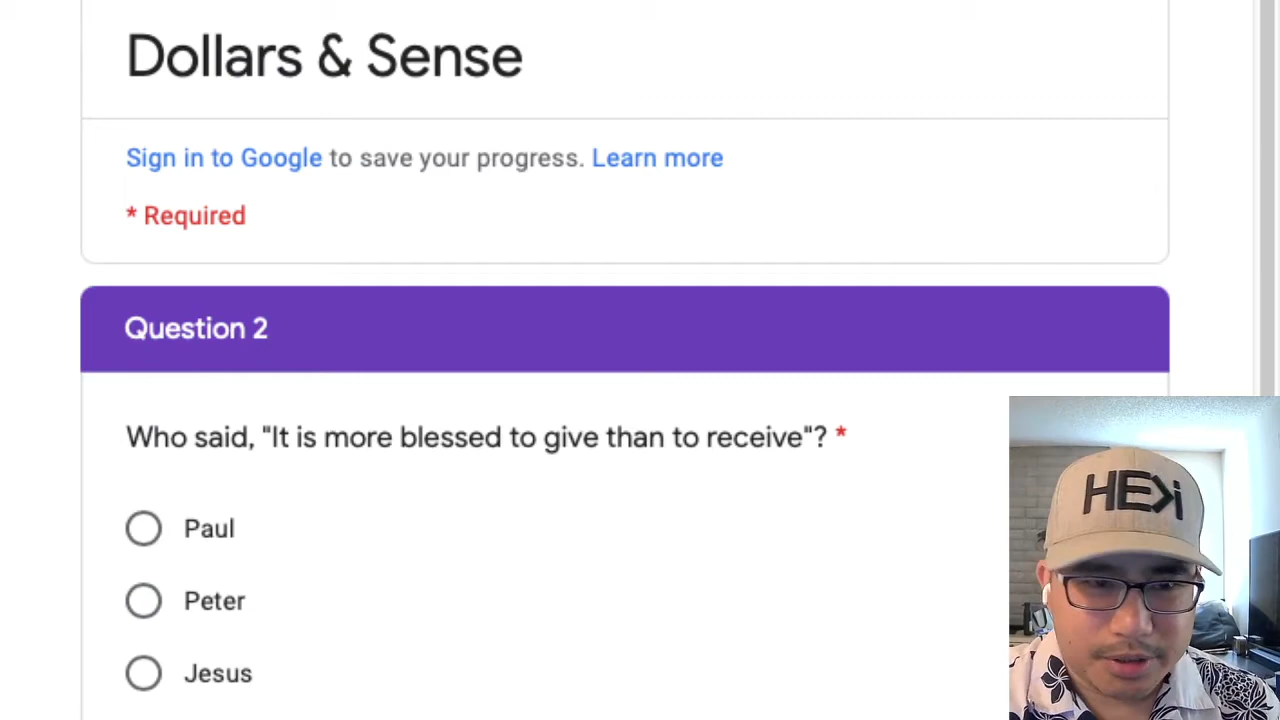 Dollars & Sense
Sign in to Google to save your progress. Learn more
* Required
Question 2
Who said, "It is more blessed to give than to receive"? *
Paul
Peter
Jesus
HE>i